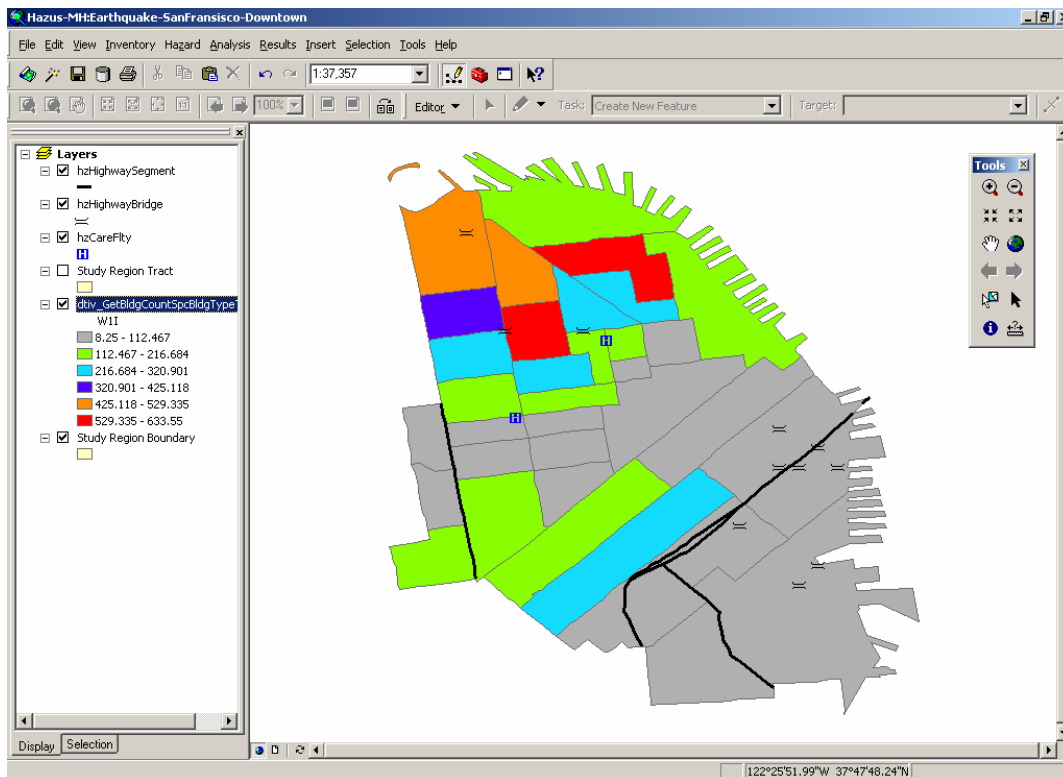 Hazus-MH:Earthquake-SanFransisco-Downtown
File Edit View Inventory Hazard Analysis Results Insert Selection Tools Help
1:37,357
100% Editor Task: Create New Feature Target:
Layers
hzHighwaySegment
hzHighwayBridge
hzCareFlty
H
Study Region Tract
dtiv_GetBldgCountSpcBldgType
W1I
8.25 - 112.467
112.467 - 216.684
216.684 - 320.901
320.901 - 425.118
425.118 - 529.335
529.335 - 633.55
Study Region Boundary
Tools
H
H
Display Selection
122°25'51.99"W 37°47'48.24"N